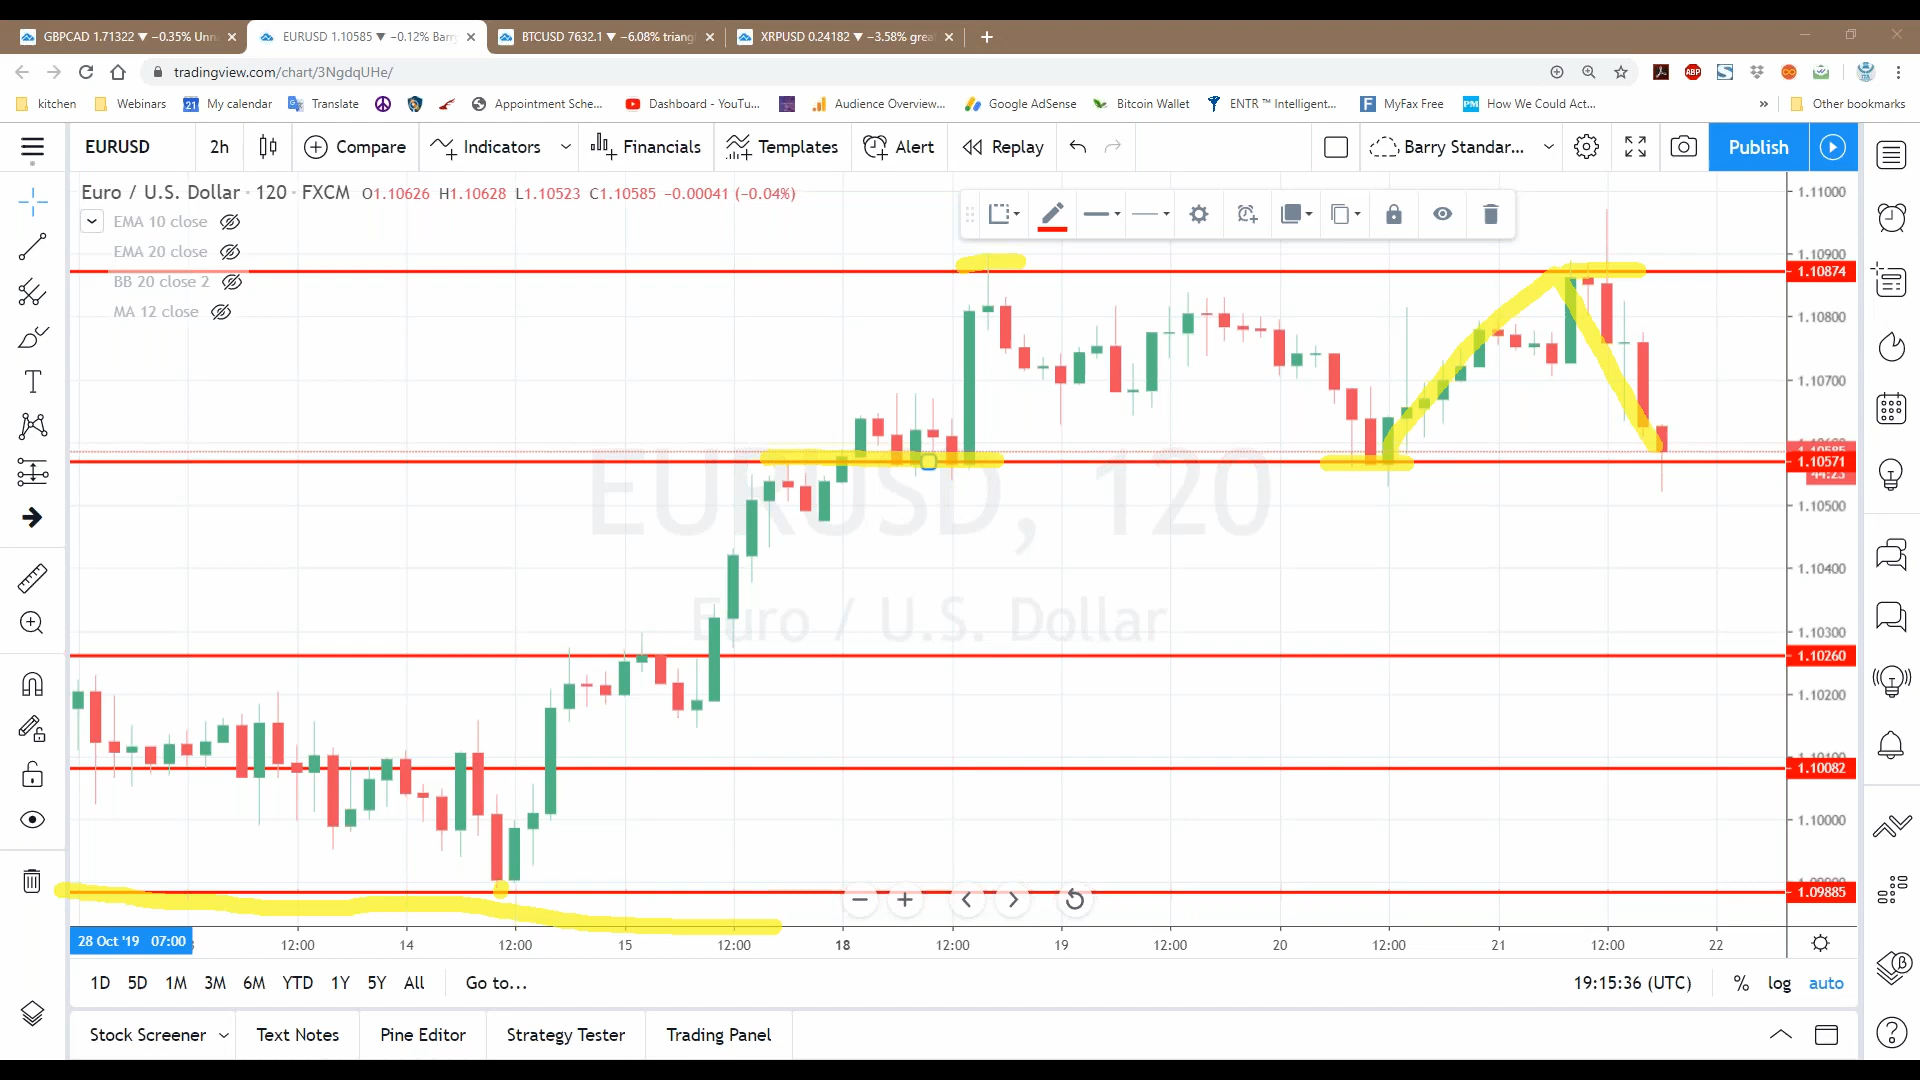 GBPCAD 1.71322 ▼ −0.35% Unn
EURUSD 1.10585 ▼ −0.12% Barr
BTCUSD 7632.1 ▼ −6.08% triang
XRPUSD 0.24182 ▼ −3.58% grea
tradingview.com/chart/3NgdqUHe/
ABP
kitchen
Webinars
21
My calendar
Translate
Appointment Sche...
Dashboard - YouTu...
Audience Overview...
Google AdSense
Bitcoin Wallet
ENTR ™ Intelligent...
F
MyFax Free
PM
How We Could Act...
»
Other bookmarks
EURUSD
2h
Compare
Indicators
Financials
Templates
Alert
Replay
Barry Standar...
Publish
Euro / U.S. Dollar · 120 · FXCM O1.10626 H1.10628 L1.10523 C1.10585 −0.00041 (−0.04%)
EMA 10 close
EMA 20 close
BB 20 close 2
MA 12 close
EURUSD, 120
Euro / U.S. Dollar
1.11000
1.10900
1.10874
1.10800
1.10700
1.10585
1.10571
44:23
1.10500
1.10400
1.10300
1.10260
1.10200
1.10100
1.10082
1.10000
1.09885
28 Oct '19 07:00
12:00
14
12:00
15
12:00
18
12:00
19
12:00
20
12:00
21
12:00
22
1D
5D
1M
3M
6M
YTD
1Y
5Y
All
Go to...
19:15:36 (UTC)
%
log
auto
Stock Screener
Text Notes
Pine Editor
Strategy Tester
Trading Panel